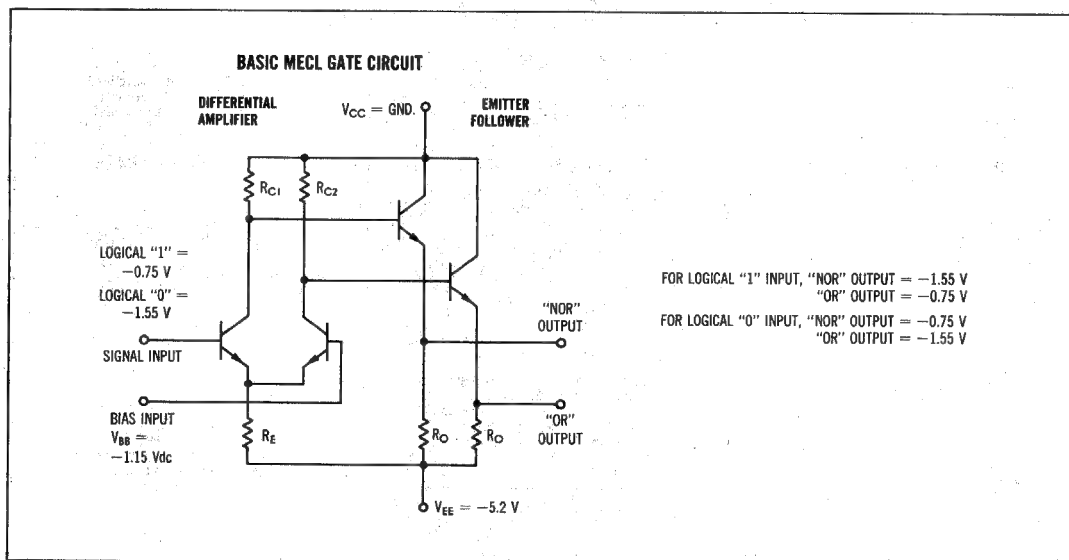 BASIC MECL GATE CIRCUIT
DIFFERENTIAL
AMPLIFIER
VCC = GND.
EMITTER
FOLLOWER
RC1
RC2
LOGICAL "1" =
−0.75 V
LOGICAL "0" =
−1.55 V
SIGNAL INPUT
BIAS INPUT
VBB =
−1.15 Vdc
RE
RO
RO
"NOR"
OUTPUT
"OR"
OUTPUT
VEE = −5.2 V
FOR LOGICAL "1" INPUT, "NOR" OUTPUT = −1.55 V
"OR" OUTPUT = −0.75 V
FOR LOGICAL "0" INPUT, "NOR" OUTPUT = −0.75 V
"OR" OUTPUT = −1.55 V